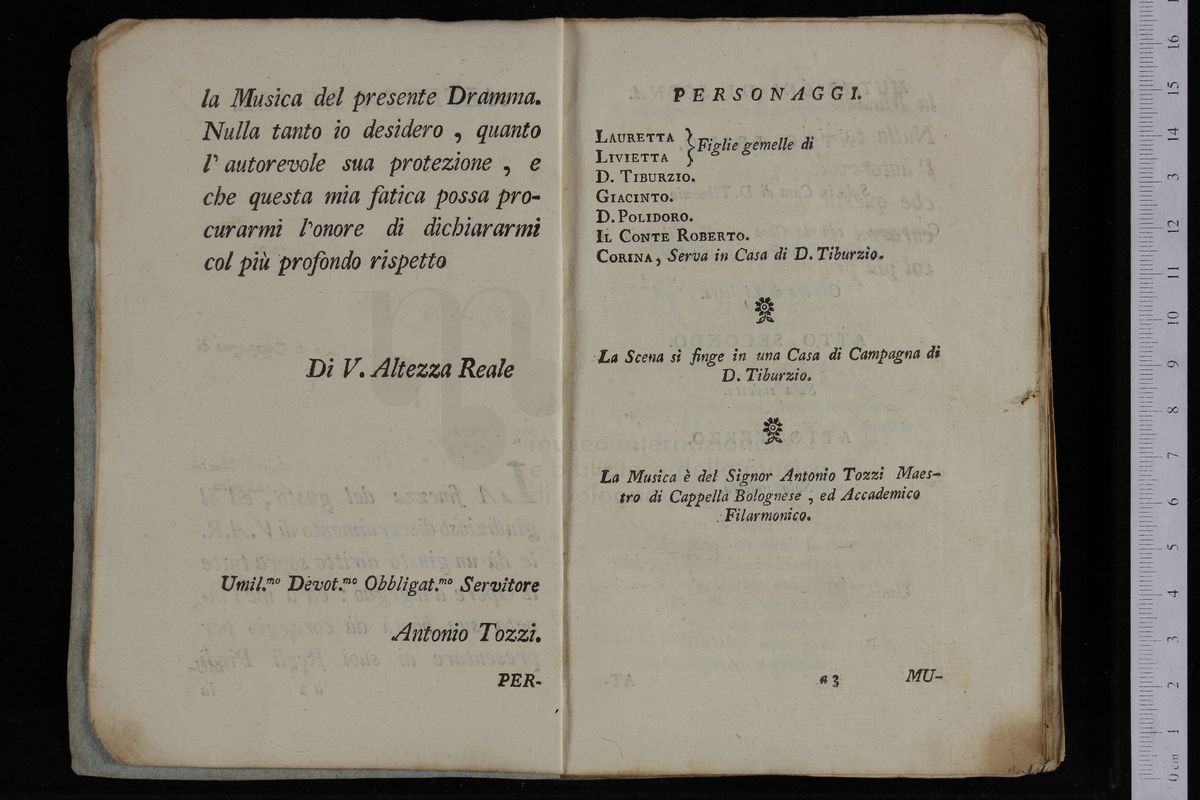 la Musica del presente Dramma.
Nulla tanto io desidero , quanto
l' autorevole sua protezione , e
che questa mia fatica possa pro-
curarmi l'onore di dichiararmi
col più profondo rispetto
Di V. Altezza Reale
Umil.mo Devot.mo Obbligat.mo Servitore
Antonio Tozzi.
PER-
PERSONAGGI.
LAURETTA
LIVIETTA } Figlie gemelle di
D. TIBURZIO.
GIACINTO.
D. POLIDORO.
IL CONTE ROBERTO.
CORINA, Serva in Casa di D. Tiburzio.
La Scena si finge in una Casa di Campagna di
D. Tiburzio.
La Musica è del Signor Antonio Tozzi Maes-
tro di Cappella Bolognese , ed Accademico
Filarmonico.
a 3 MU-